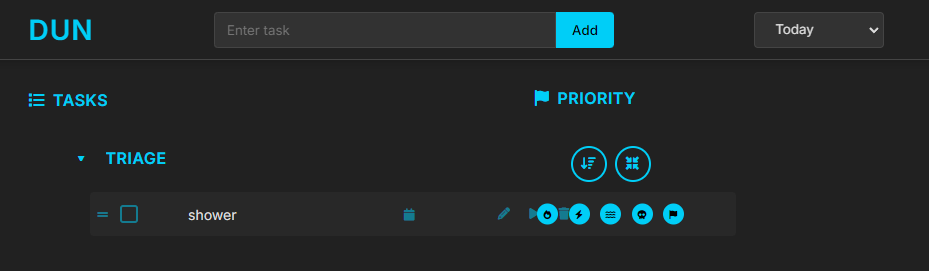 DUN
Enter task
Add
Today
TASKS
PRIORITY
TRIAGE
shower